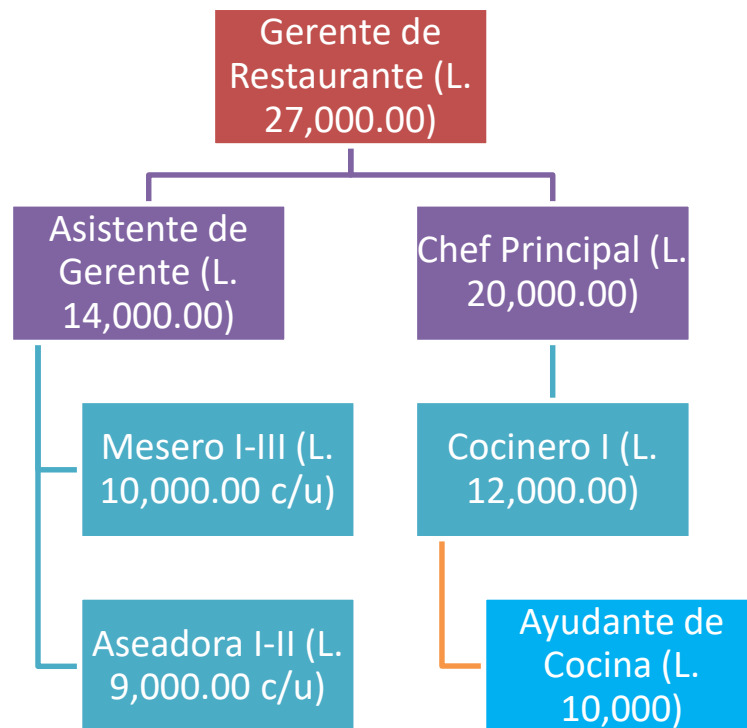 Gerente de
Restaurante (L.
27,000.00)
Asistente de
Gerente (L.
14,000.00)
Chef Principal (L.
20,000.00)
Mesero I-III (L.
10,000.00 c/u)
Cocinero I (L.
12,000.00)
Aseadora I-II (L.
9,000.00 c/u)
Ayudante de
Cocina (L.
10,000)